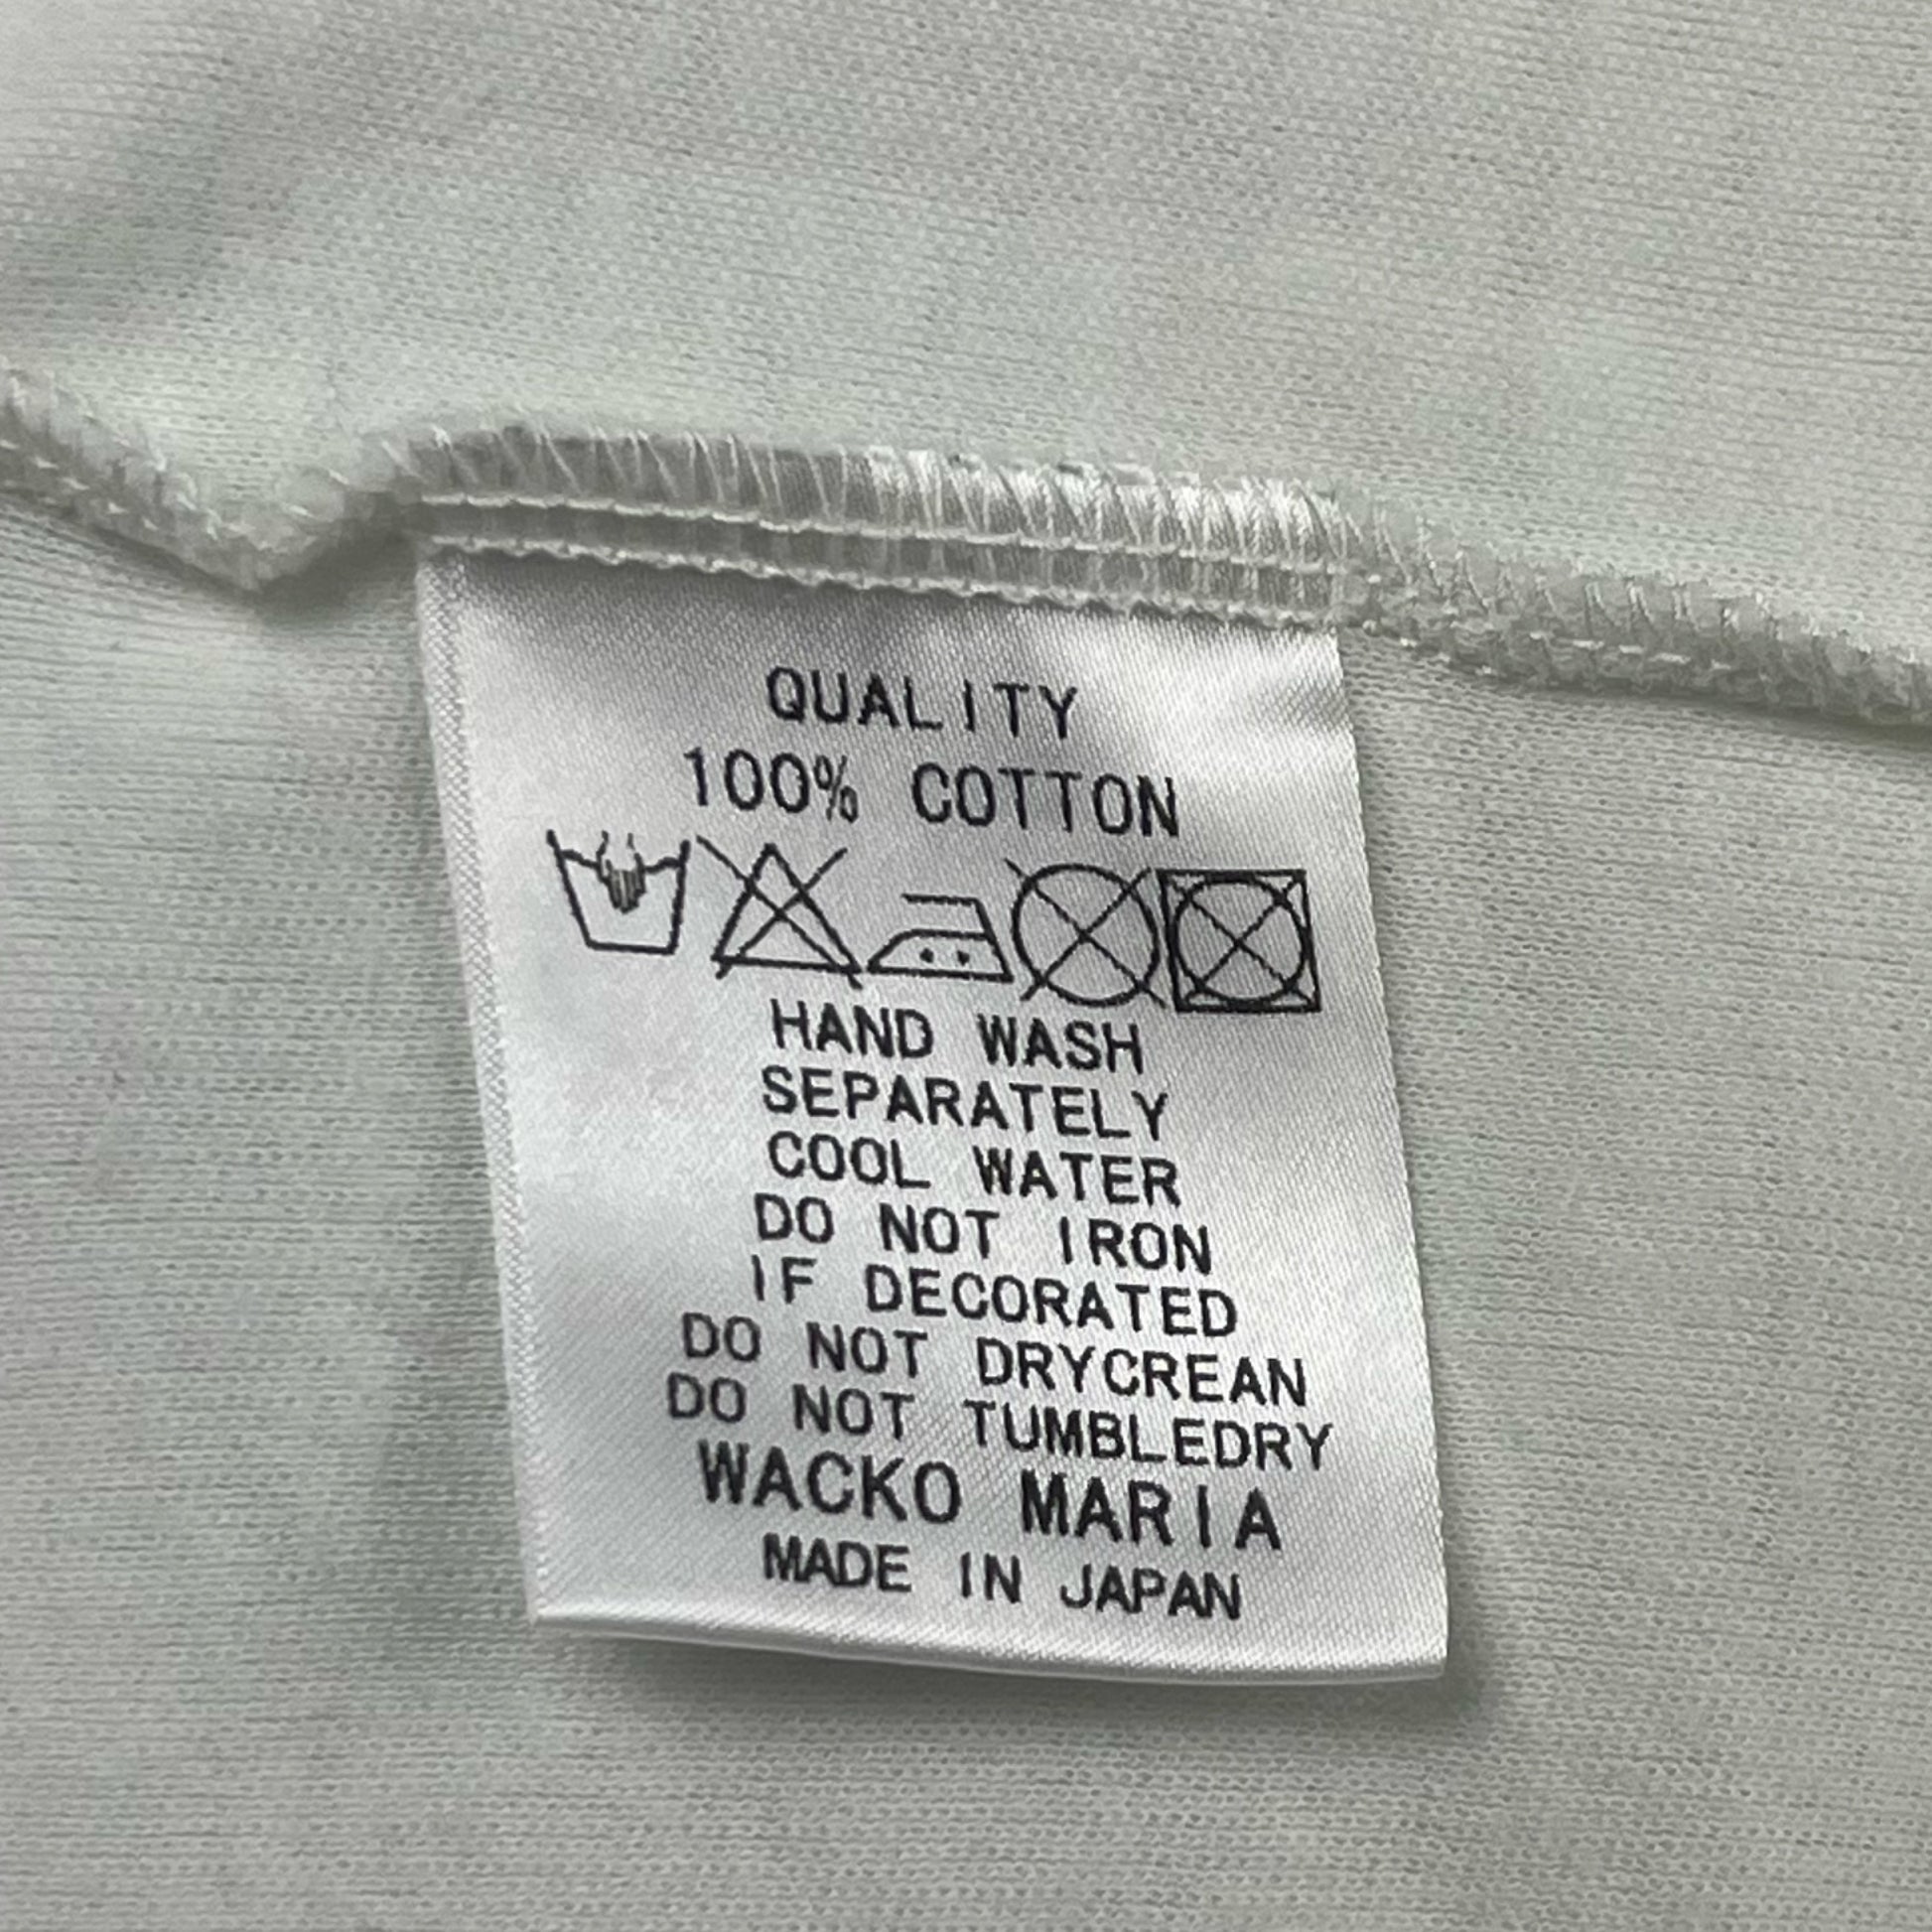 QUALITY
100% COTTON
HAND WASH
SEPARATELY
COOL WATER
DO NOT IRON
IF DECORATED
DO NOT DRYCREAN
DO NOT TUMBLEDRY
WACKO MARIA
MADE IN JAPAN